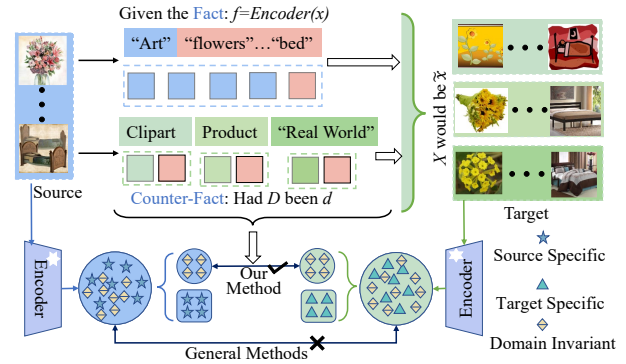 Given the Fact: f=Encoder(x)
"Art" "flowers"…"bed"
Clipart Product "Real World"
Counter-Fact: Had D been d
X would be x̃
Source
Target
Encoder
Our
Method
Encoder
General Methods
Source Specific
Target Specific
Domain Invariant